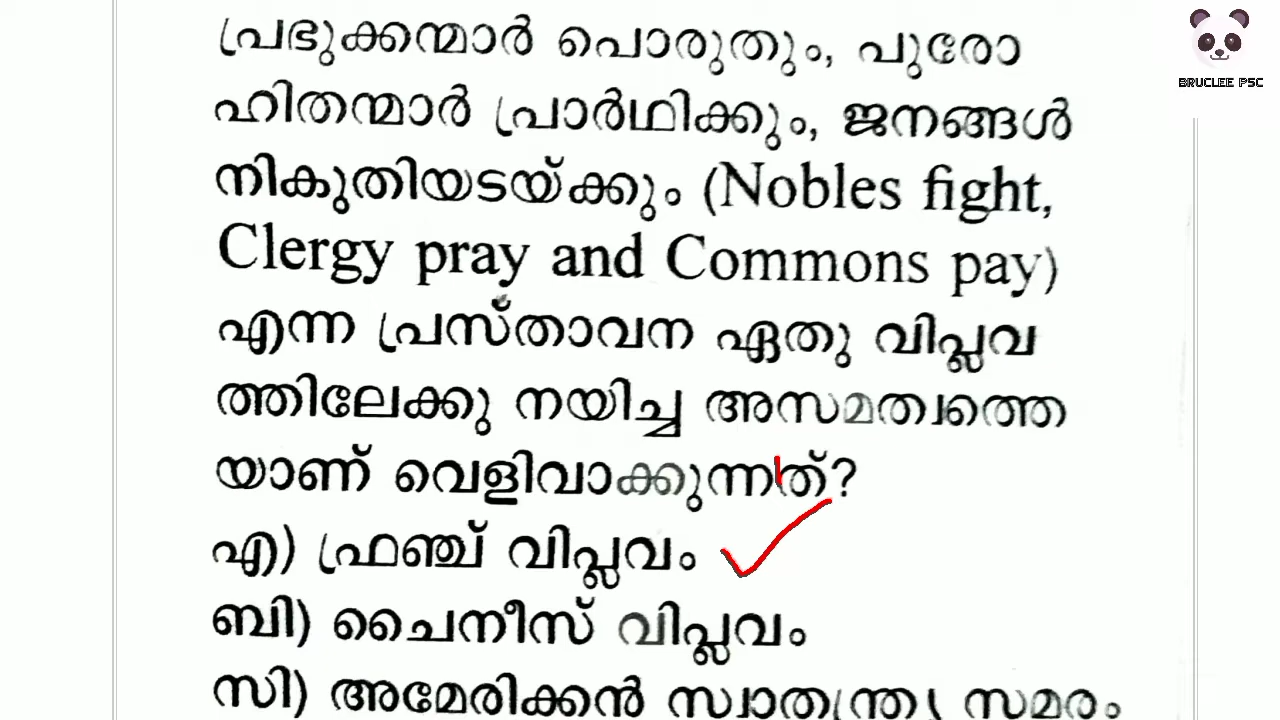 പ്രഭുക്കന്മാർ പൊരുതും, പുരോ
ഹിതന്മാർ പ്രാർഥിക്കും, ജനങ്ങൾ
നികുതിയടയ്ക്കും (Nobles fight,
Clergy pray and Commons pay)
എന്ന പ്രസ്താവന ഏതു വിപ്ലവ
ത്തിലേക്കു നയിച്ച അസമത്വത്തെ
യാണ് വെളിവാക്കുന്നത്?
എ) ഫ്രഞ്ച് വിപ്ലവം
ബി) ചൈനീസ് വിപ്ലവം
സി) അമേരിക്കൻ സ്വാതന്ത്ര്യ സമരം
BRUCLEE PSC